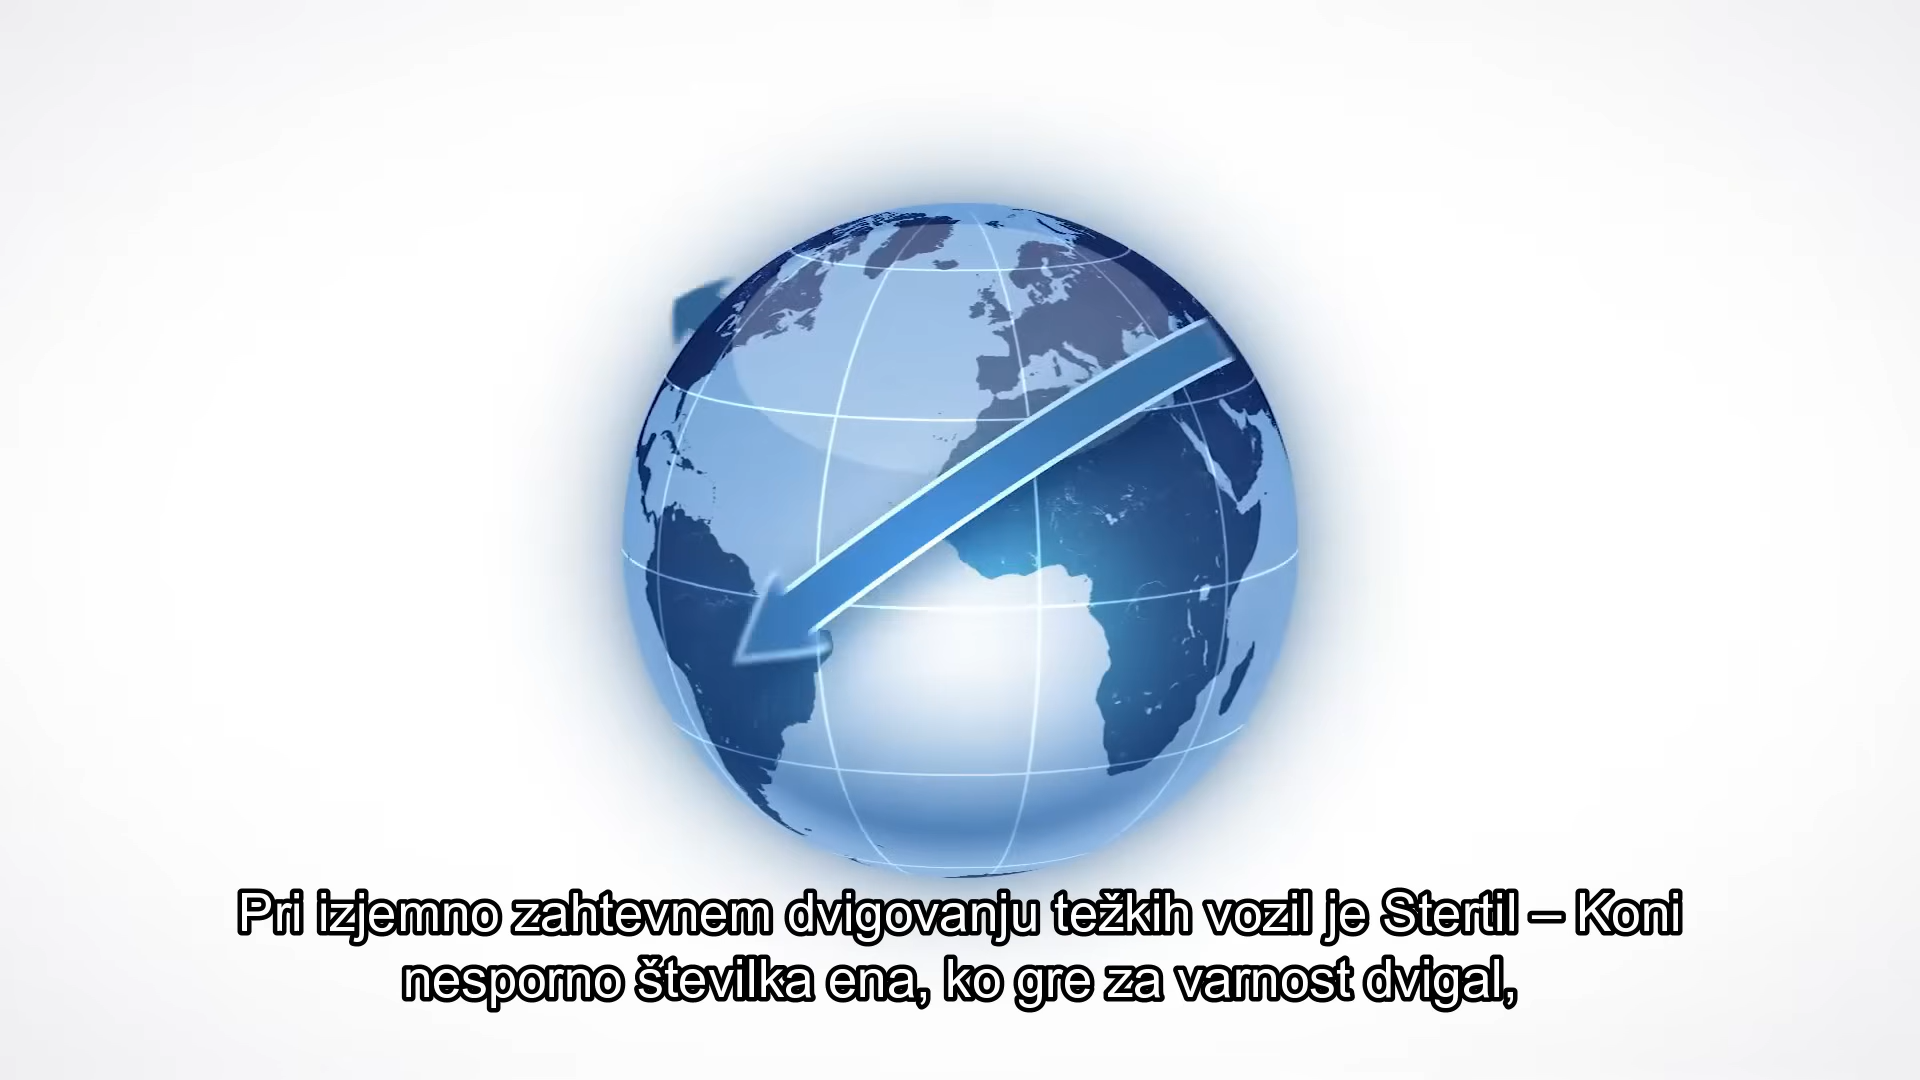 Pri izjemno zahtevnem dvigovanju težkih vozil je Stertil – Koni
nesporno številka ena, ko gre za varnost dvigal,